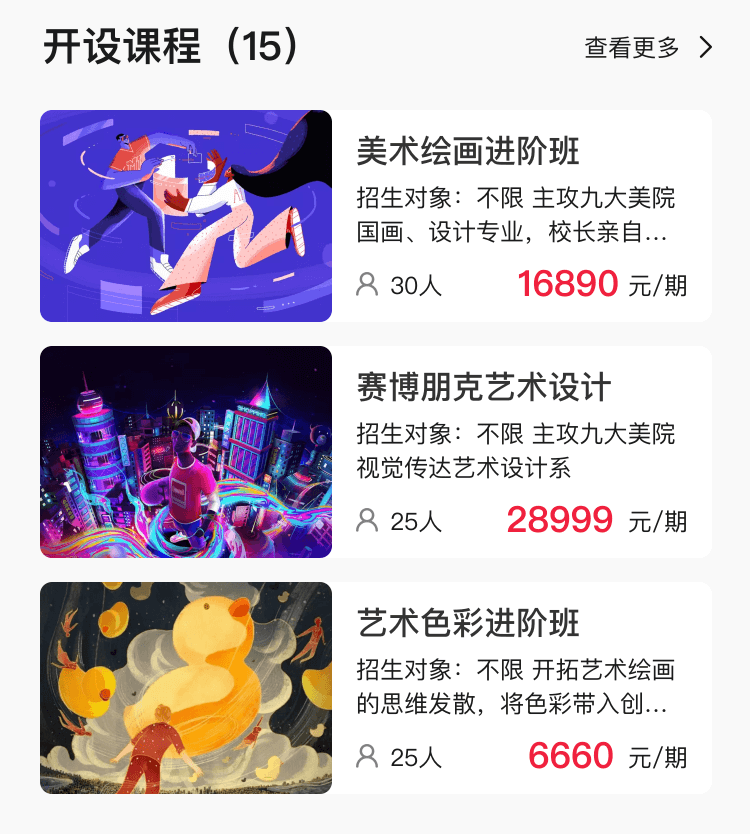 开设课程（15）
查看更多
美术绘画进阶班
招生对象：不限 主攻九大美院
国画、设计专业，校长亲自...
30人
16890 元/期
赛博朋克艺术设计
招生对象：不限 主攻九大美院
视觉传达艺术设计系
25人
28999 元/期
艺术色彩进阶班
招生对象：不限 开拓艺术绘画
的思维发散，将色彩带入创...
25人
6660 元/期